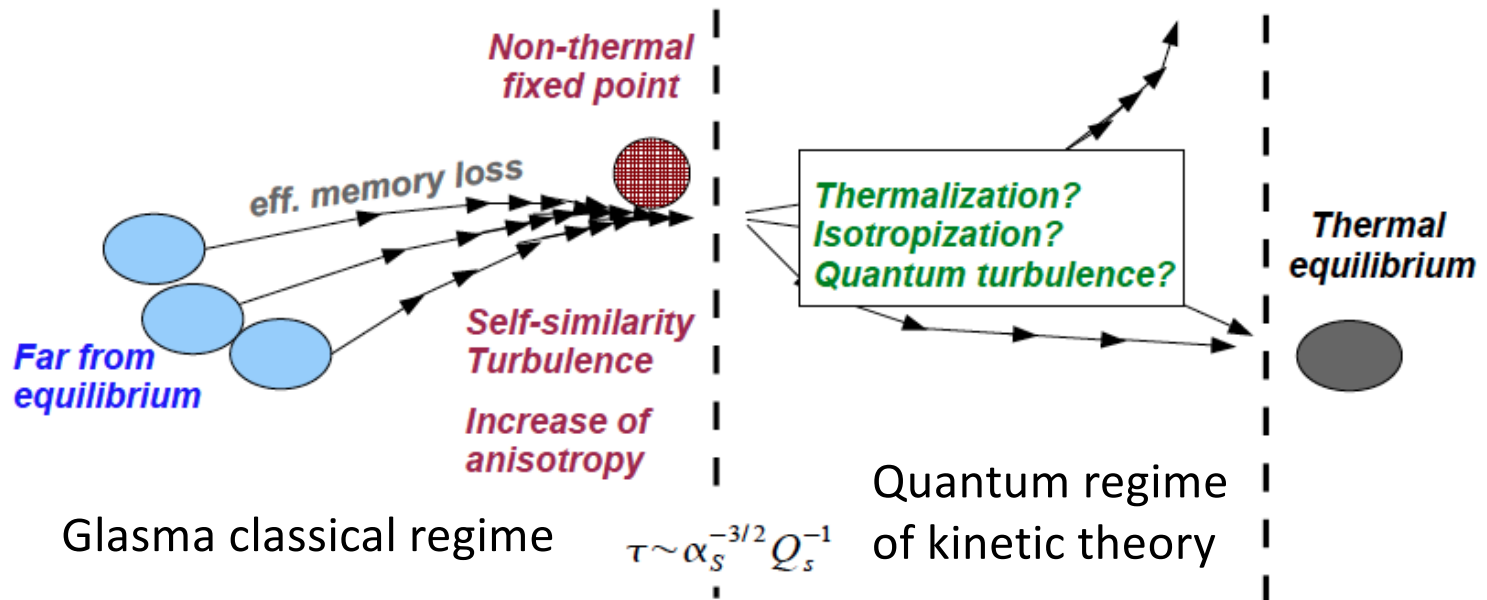 Non-thermal
fixed point
eff. memory loss
Far from
equilibrium
Self-similarity
Turbulence
Increase of
anisotropy
Glasma classical regime
τ~α_S^{-3/2} Q_s^{-1}
Thermalization?
Isotropization?
Quantum turbulence?
Quantum regime
of kinetic theory
Thermal
equilibrium